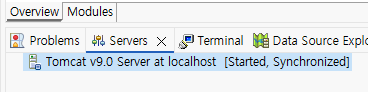 Overview Modules
Problems Servers Terminal Data Source Explo
Tomcat v9.0 Server at localhost [Started, Synchronized]